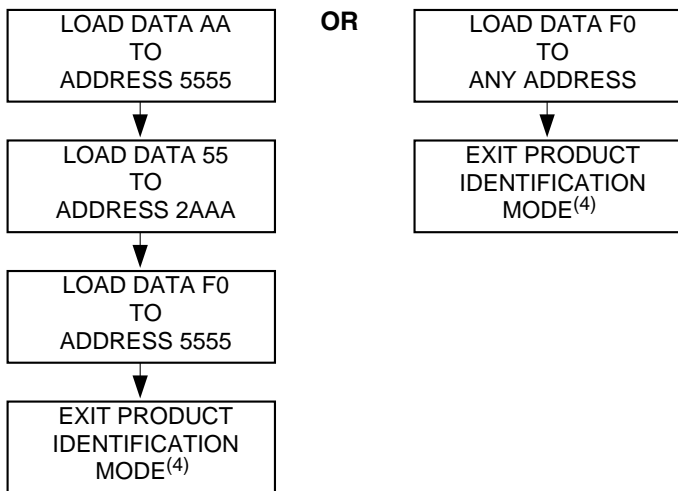 LOAD DATA AA
TO
ADDRESS 5555
LOAD DATA 55
TO
ADDRESS 2AAA
LOAD DATA F0
TO
ADDRESS 5555
EXIT PRODUCT
IDENTIFICATION
MODE(4)
OR
LOAD DATA F0
TO
ANY ADDRESS
EXIT PRODUCT
IDENTIFICATION
MODE(4)